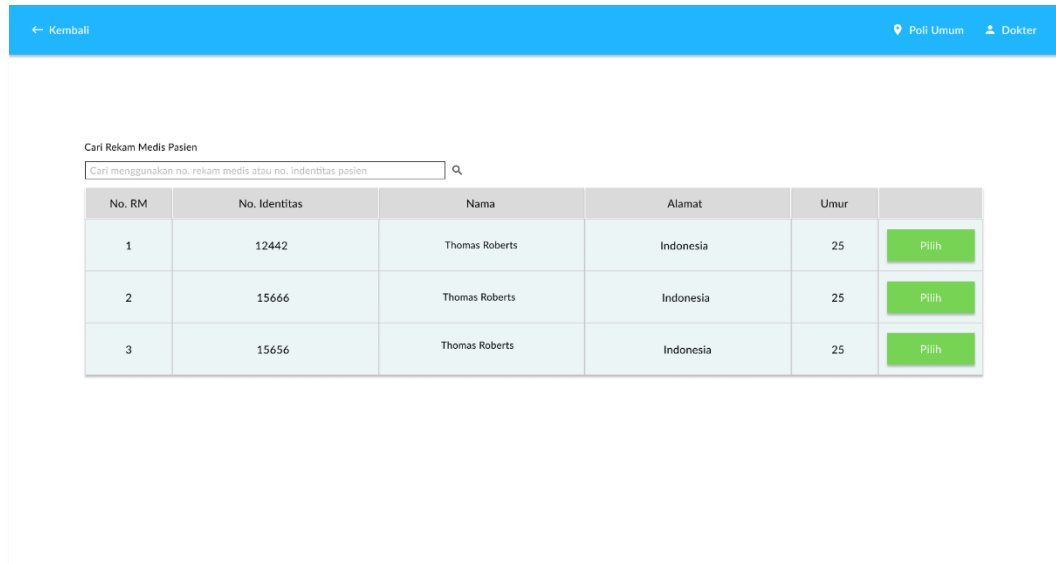 ← Kembali Poli Umum Dokter
Cari Rekam Medis Pasien
Cari menggunakan no. rekam medis atau no. indentitas pasien
No. RM No. Identitas Nama Alamat Umur
1 12442 Thomas Roberts Indonesia 25 Pilih
2 15666 Thomas Roberts Indonesia 25 Pilih
3 15656 Thomas Roberts Indonesia 25 Pilih